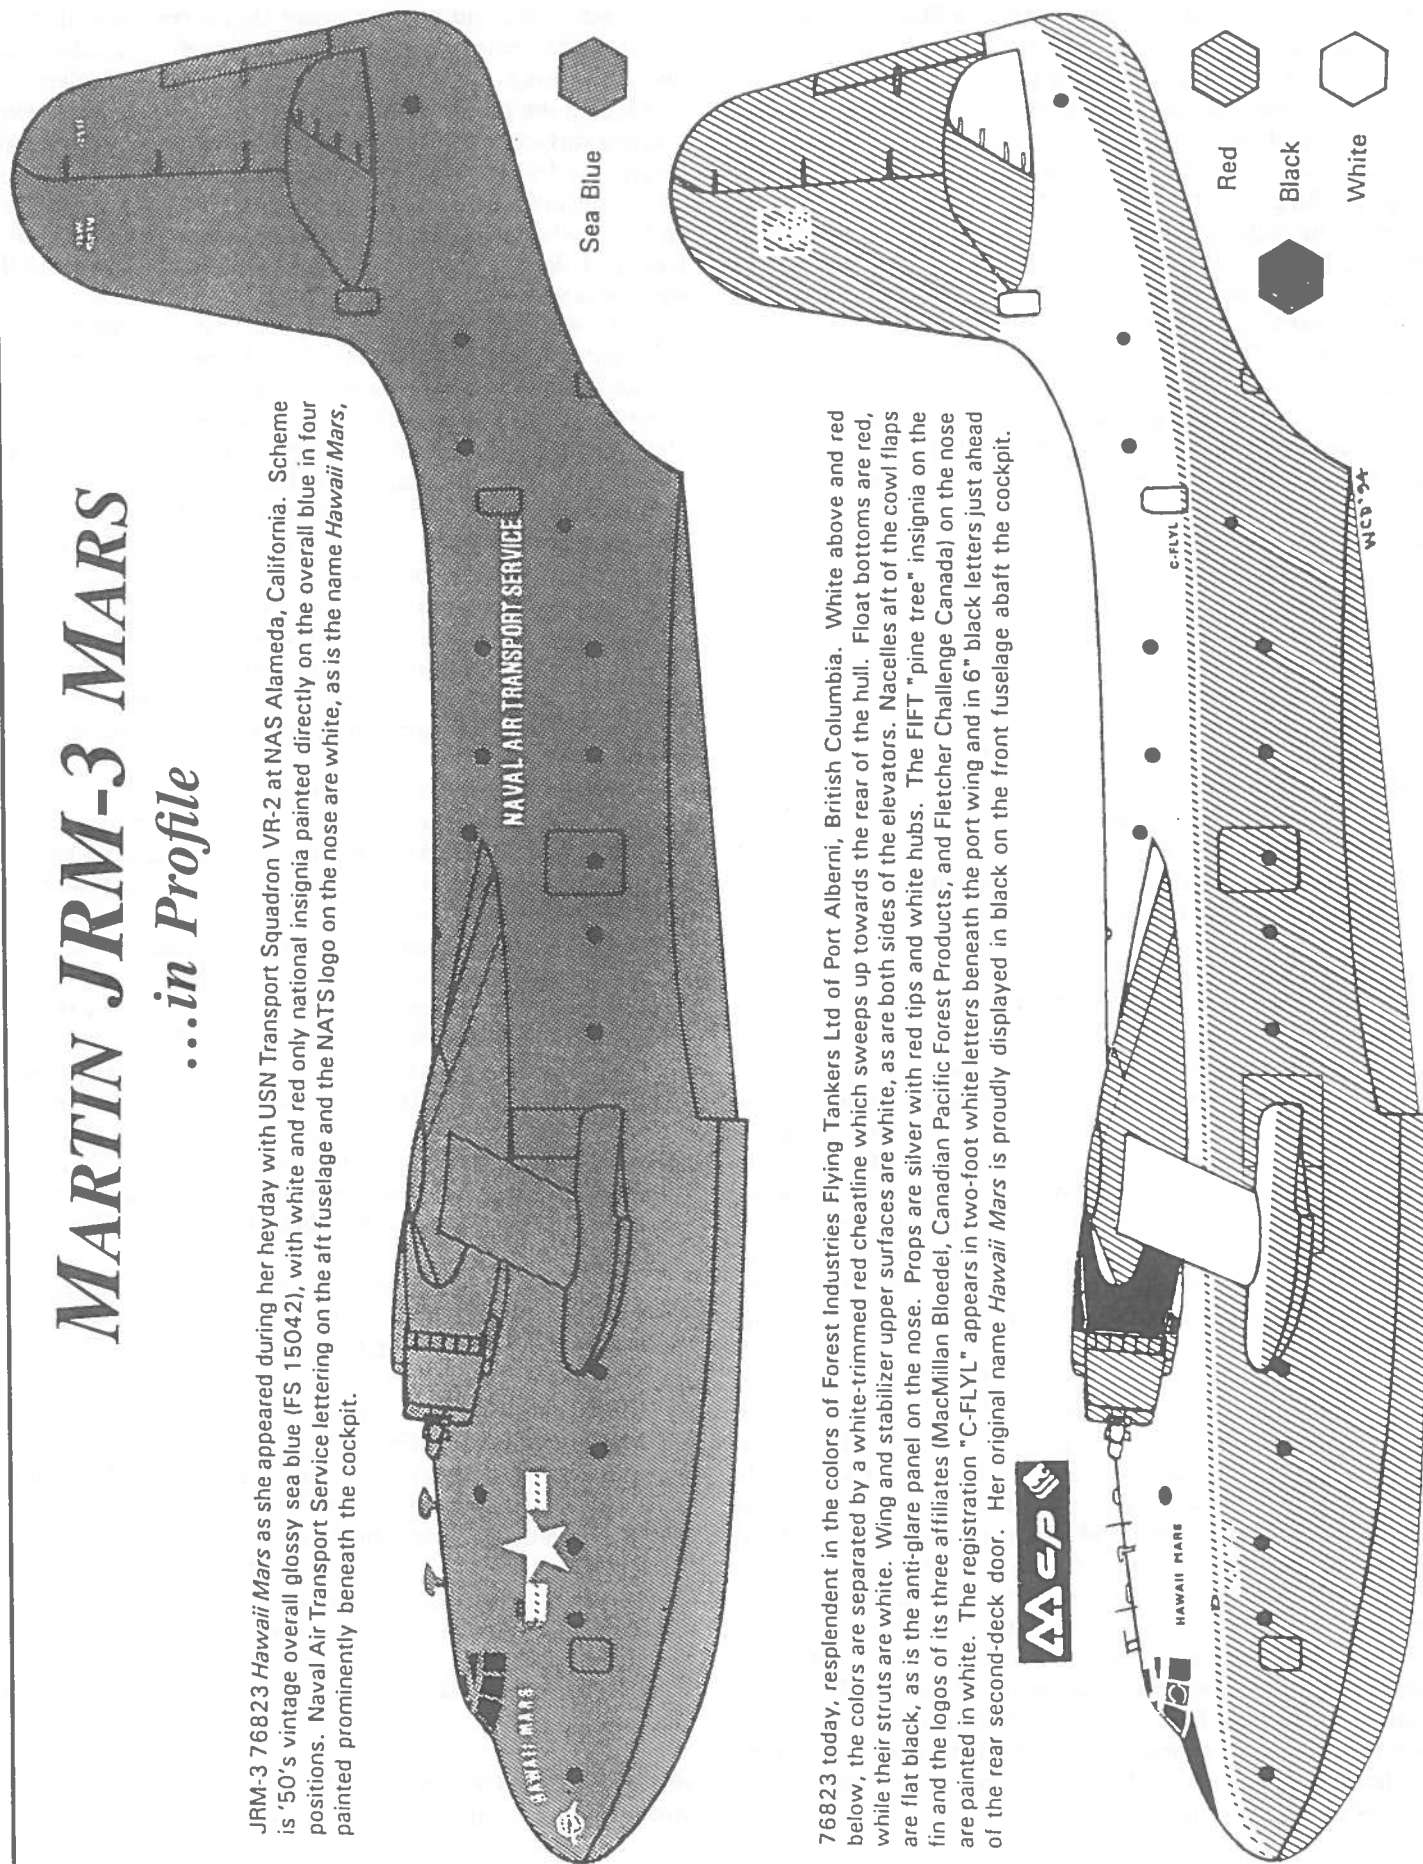 MARTIN JRM-3 MARS
...in Profile
JRM-3 76823 Hawaii Mars as she appeared during her heyday with USN Transport Squadron VR-2 at NAS Alameda, California. Scheme
is '50's vintage overall glossy sea blue (FS 15042), with white and red only national insignia painted directly on the overall blue in four
positions. Naval Air Transport Service lettering on the aft fuselage and the NATS logo on the nose are white, as is the name Hawaii Mars,
painted prominently beneath the cockpit.
HAWAII MARS
NAVAL AIR TRANSPORT SERVICE
Sea Blue
76823 today, resplendent in the colors of Forest Industries Flying Tankers Ltd of Port Alberni, British Columbia. White above and red
below, the colors are separated by a white-trimmed red cheatline which sweeps up towards the rear of the hull. Float bottoms are red,
while their struts are white. Wing and stabilizer upper surfaces are white, as are both sides of the elevators. Nacelles aft of the cowl flaps
are flat black, as is the anti-glare panel on the nose. Props are silver with red tips and white hubs. The FIFT "pine tree" insignia on the
fin and the logos of its three affiliates (MacMillan Bloedel, Canadian Pacific Forest Products, and Fletcher Challenge Canada) on the nose
are painted in white. The registration "C-FLYL" appears in two-foot white letters beneath the port wing and in 6" black letters just ahead
of the rear second-deck door. Her original name Hawaii Mars is proudly displayed in black on the front fuselage abaft the cockpit.
HAWAII MARS
C-FLYL
WCD '94
Red
Black
White